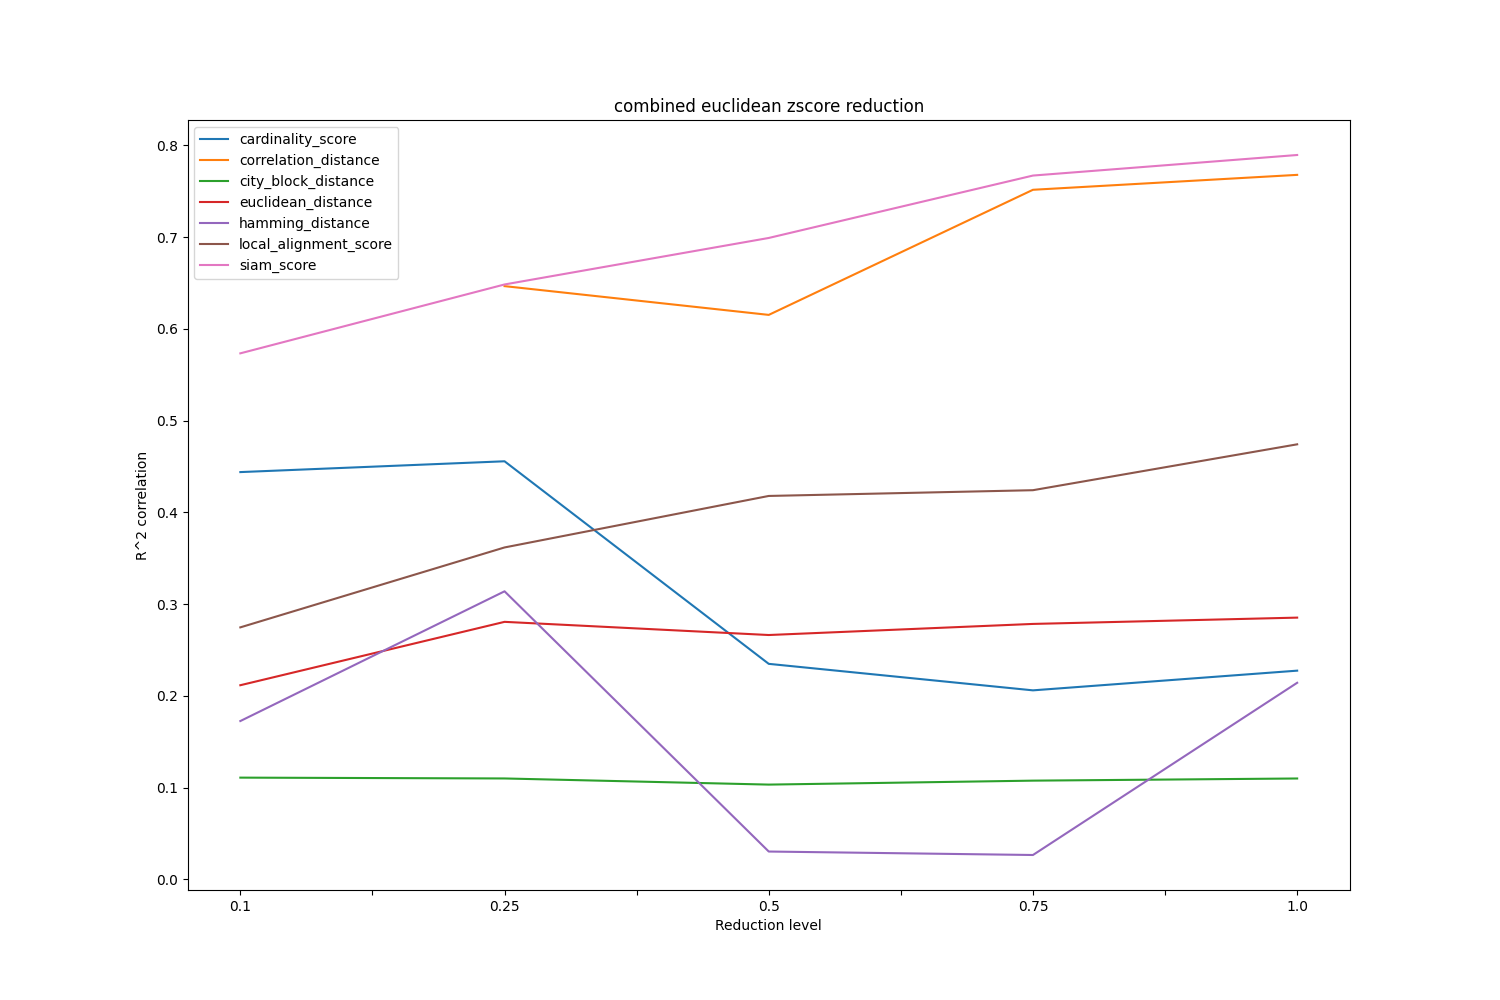 combined euclidean zscore reduction
cardinality_score
correlation_distance
city_block_distance
euclidean_distance
hamming_distance
local_alignment_score
siam_score
0.8
0.7
0.6
0.5
0.4
0.3
0.2
0.1
0.0
R^2 correlation
0.1 0.25 0.5 0.75 1.0
Reduction level